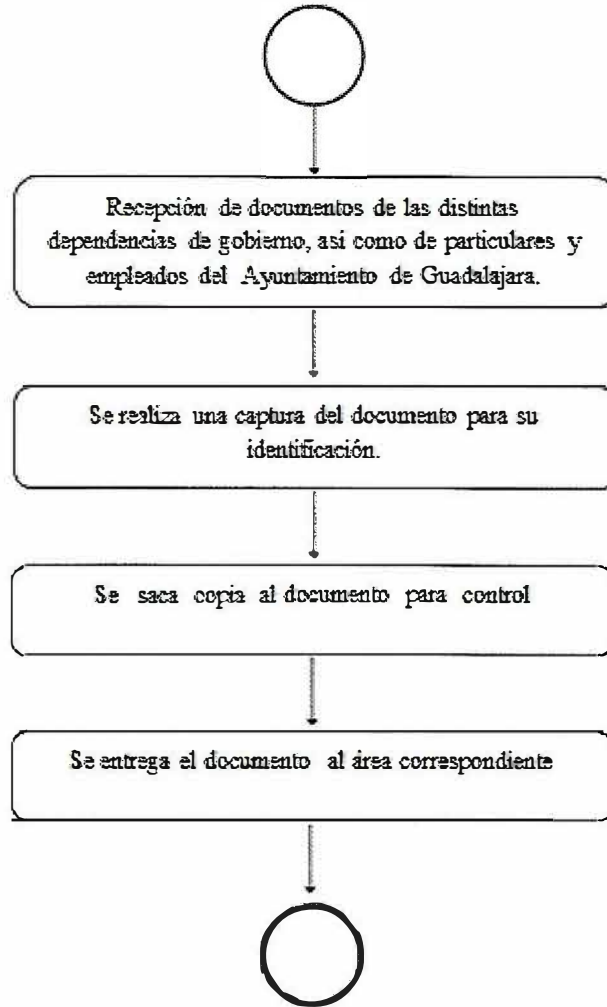 Recepción de documentos de las distintas
dependencias de gobierno, así como de particulares y
empleados del Ayuntamiento de Guadalajara.
Se realiza una captura del documento para su
identificación.
Se saca copia al documento para control
Se entrega el documento al área correspondiente